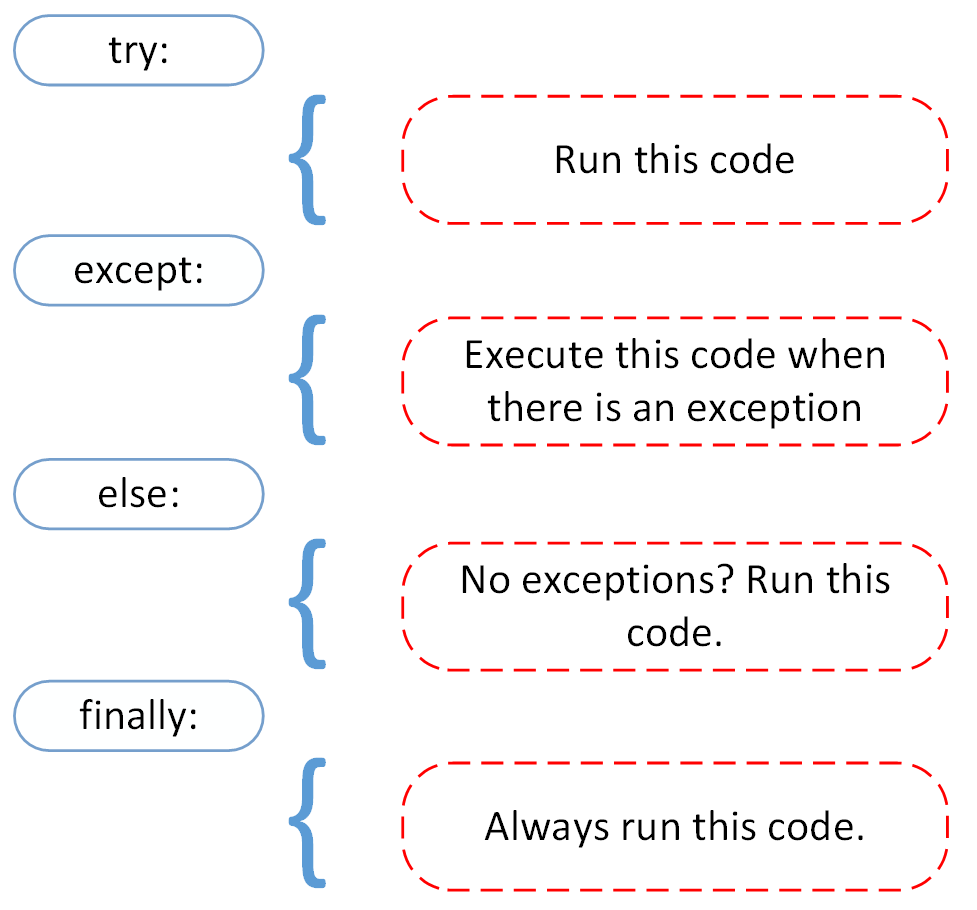 try:
Run this code
except:
Execute this code when
there is an exception
else:
No exceptions? Run this
code.
finally:
Always run this code.